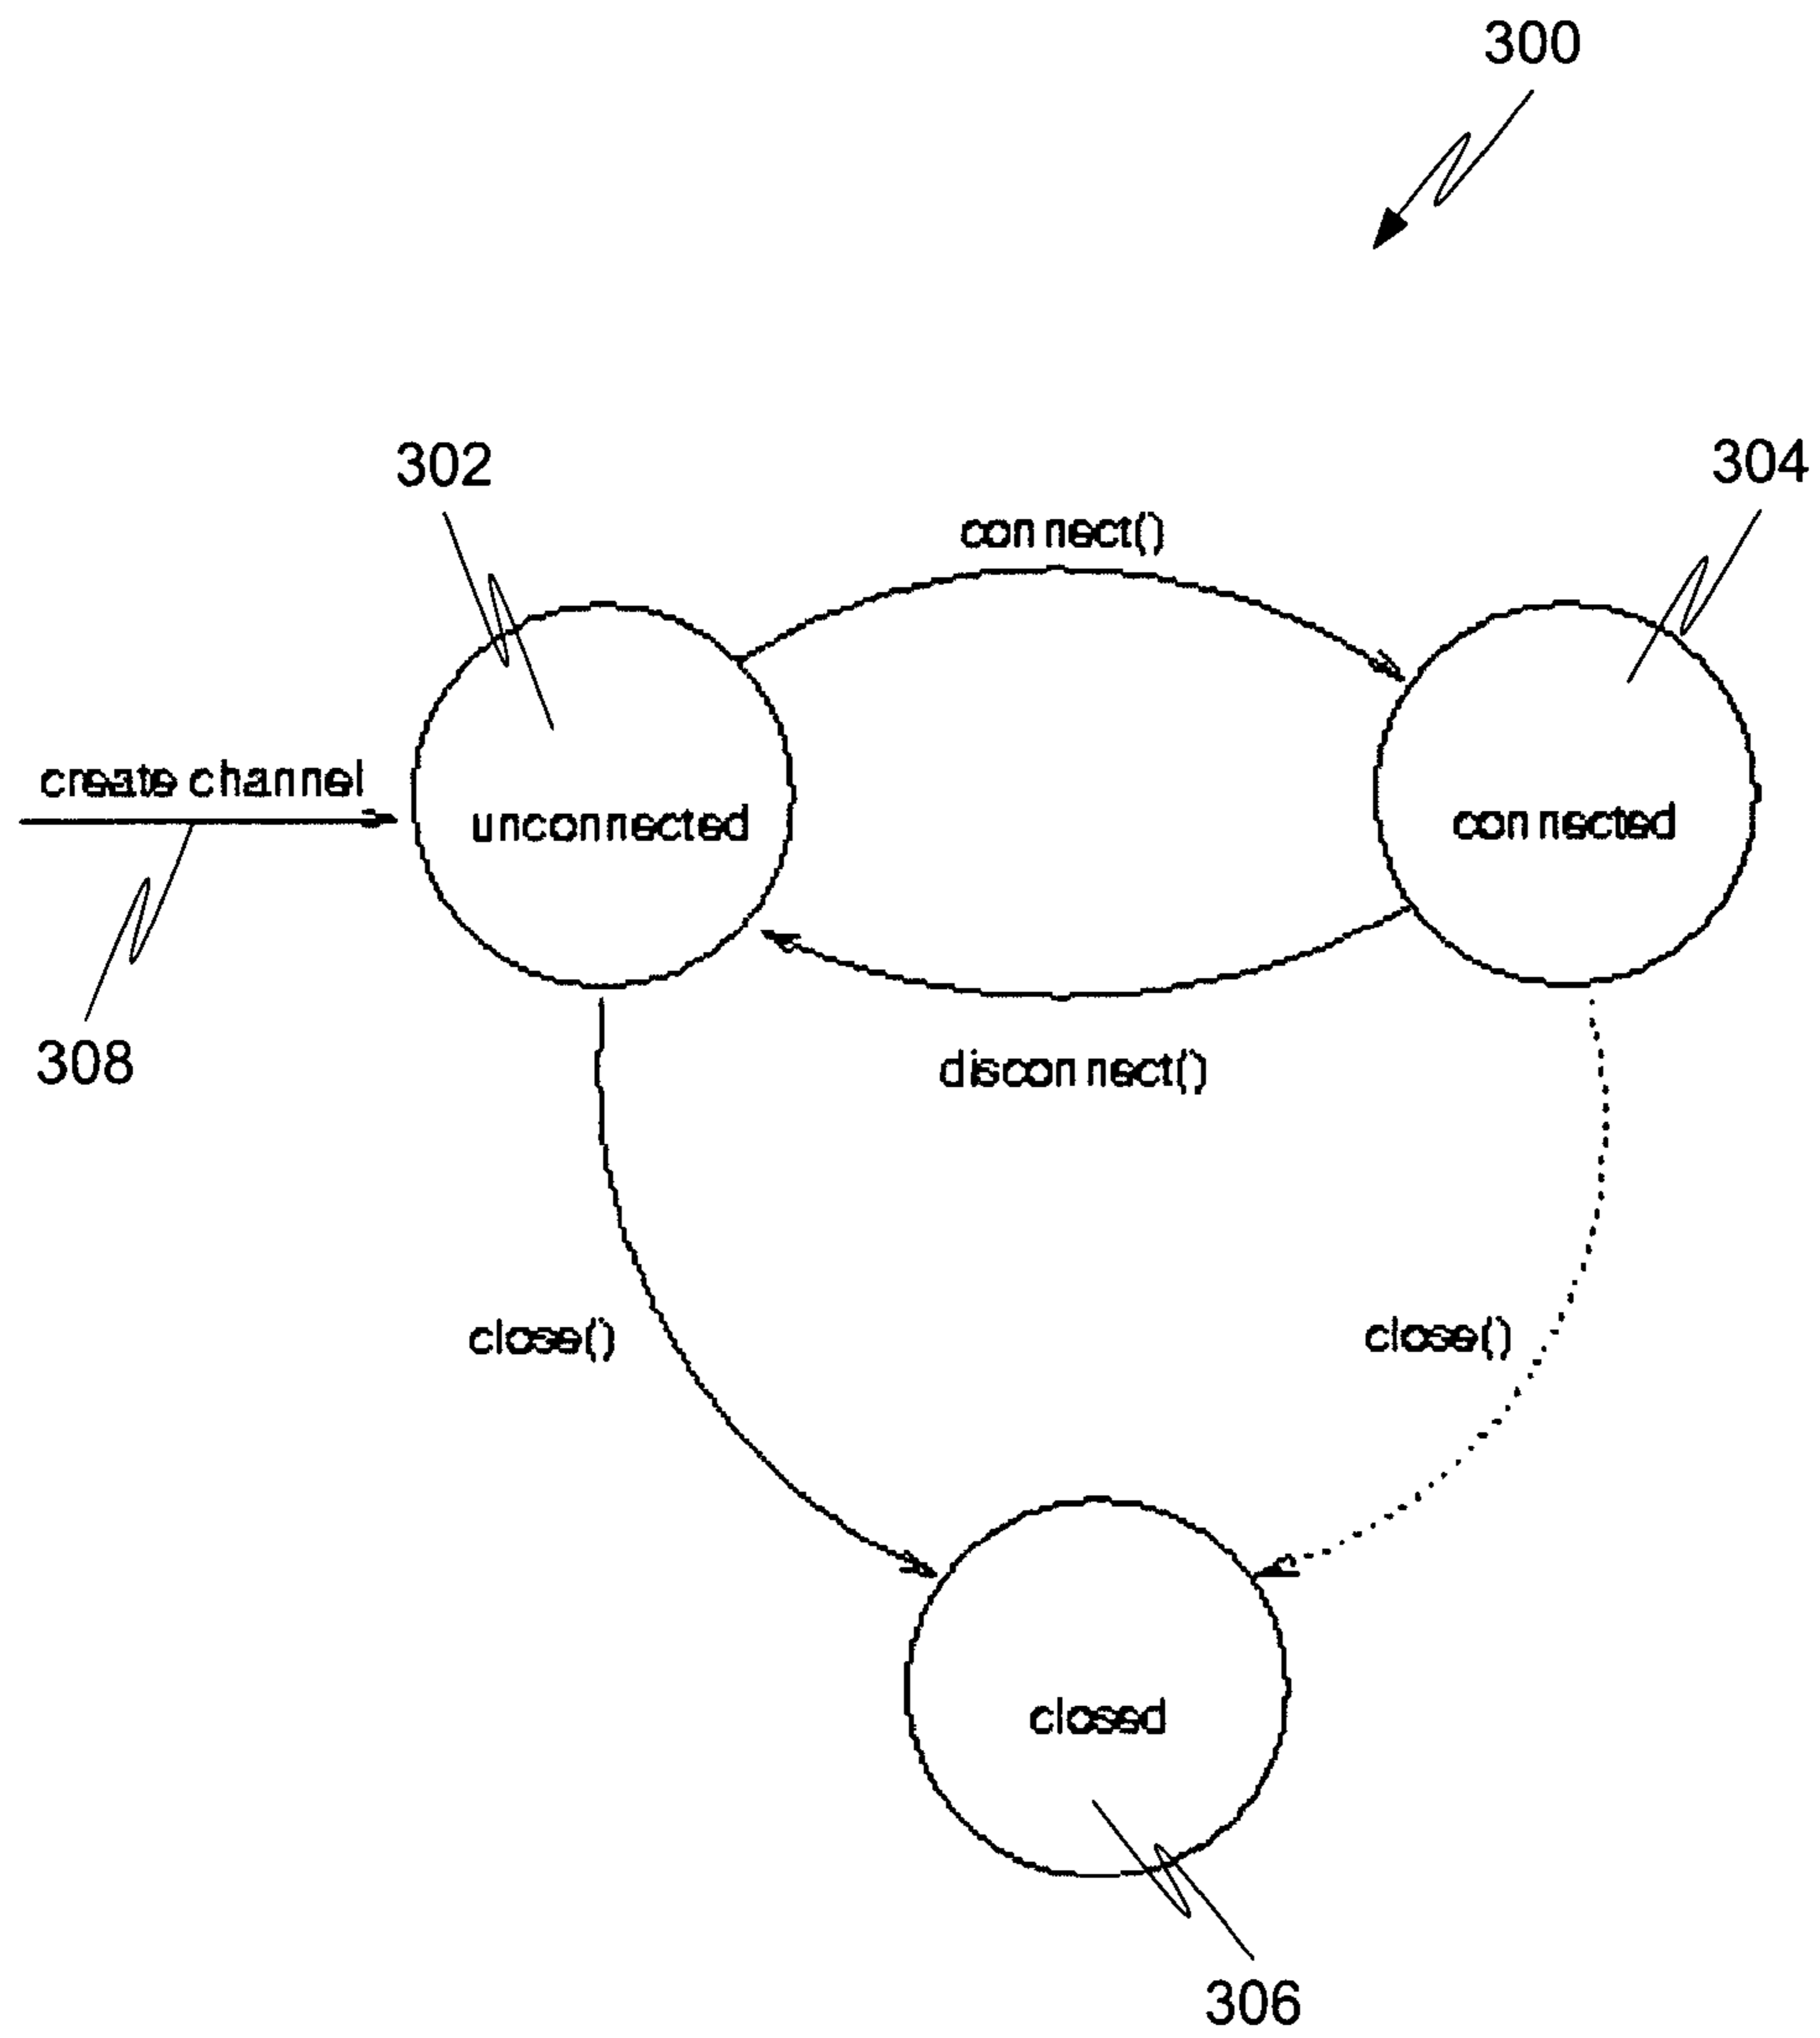 300
302
304
connect()
create channel
unconnected
connected
308
disconnect()
close()
close()
closed
306